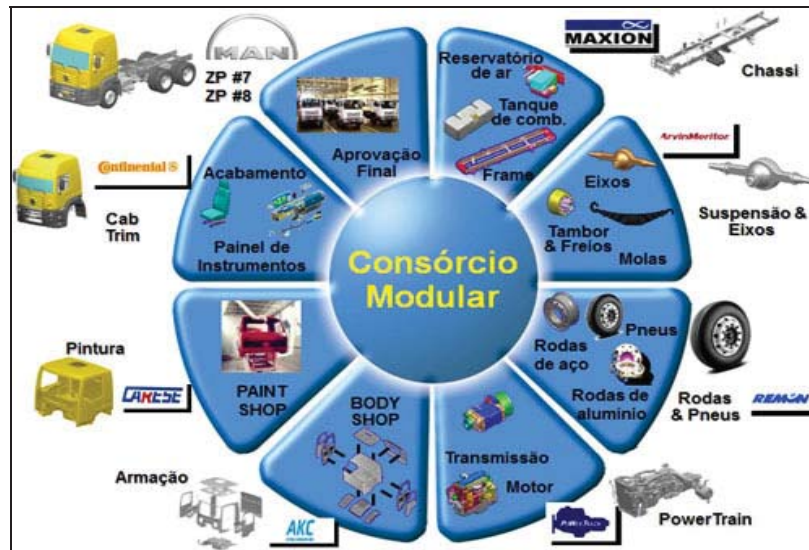 MAN
ZP #7
ZP #8
MAXION
Chassi
Reservatório
de ar
Tanque
de comb.
Frame
Aprovação
Final
ArvinMeritor
Eixos
Tambor
& Freios
Molas
Suspensão &
Eixos
Continental
Cab
Trim
Acabamento
Painel de
Instrumentos
Consórcio
Modular
Pneus
Rodas
de aço
Rodas de
alumínio
Rodas
& Pneus
REMON
Pintura
CARESE
PAINT
SHOP
BODY
SHOP
Armação
AKC
Transmissão
Motor
PowerTrain